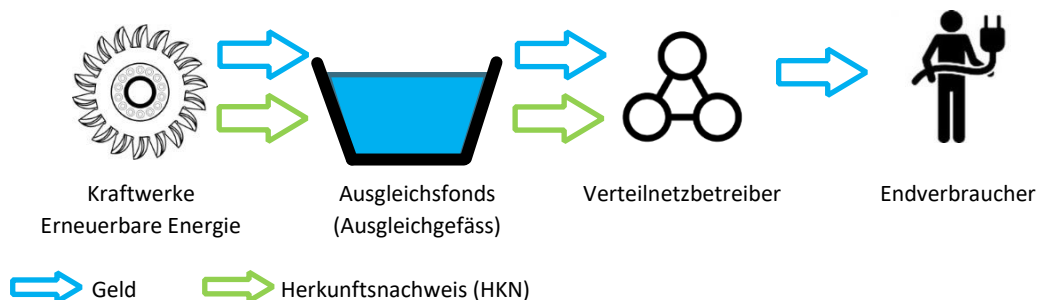 Kraftwerke
Erneuerbare Energie
Ausgleichsfonds
(Ausgleichgefäss)
Verteilnetzbetreiber
Endverbraucher
Geld
Herkunftsnachweis (HKN)